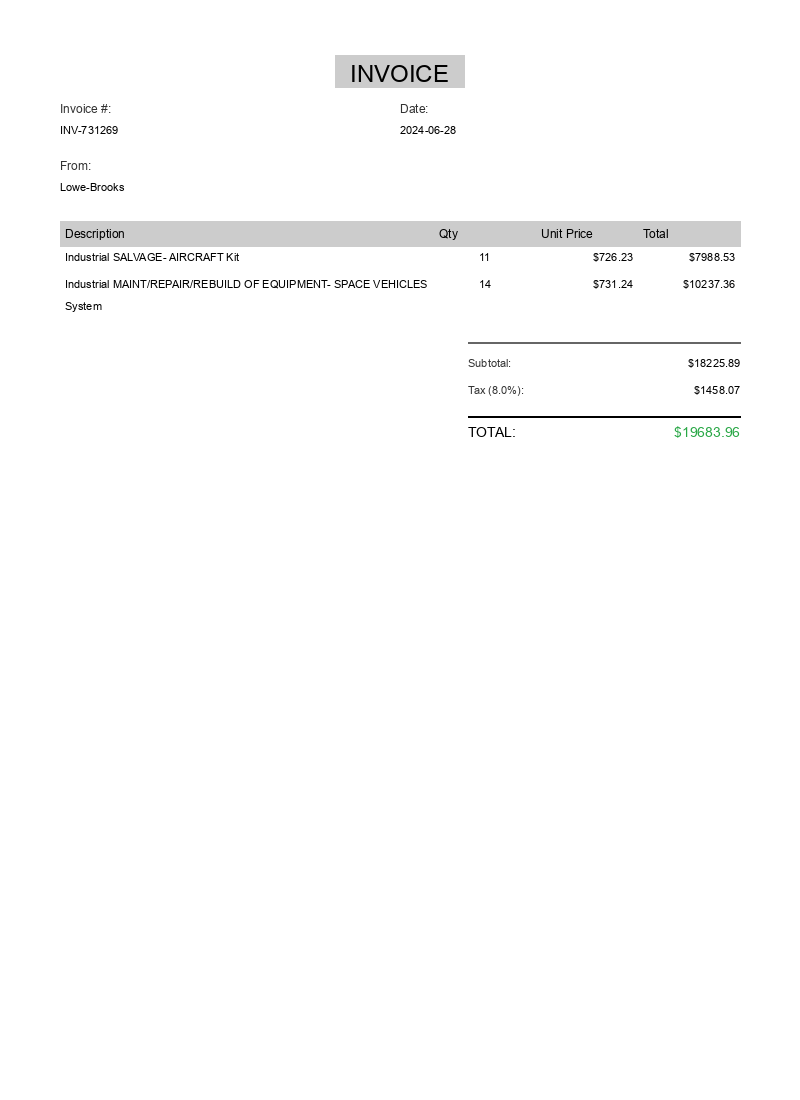 INVOICE
Invoice #: Date:
INV-731269 2024-06-28
From:
Lowe-Brooks
Description Qty Unit Price Total
Industrial SALVAGE- AIRCRAFT Kit 11 $726.23 $7988.53
Industrial MAINT/REPAIR/REBUILD OF EQUIPMENT- SPACE VEHICLES 14 $731.24 $10237.36
System
Subtotal: $18225.89
Tax (8.0%): $1458.07
TOTAL: $19683.96